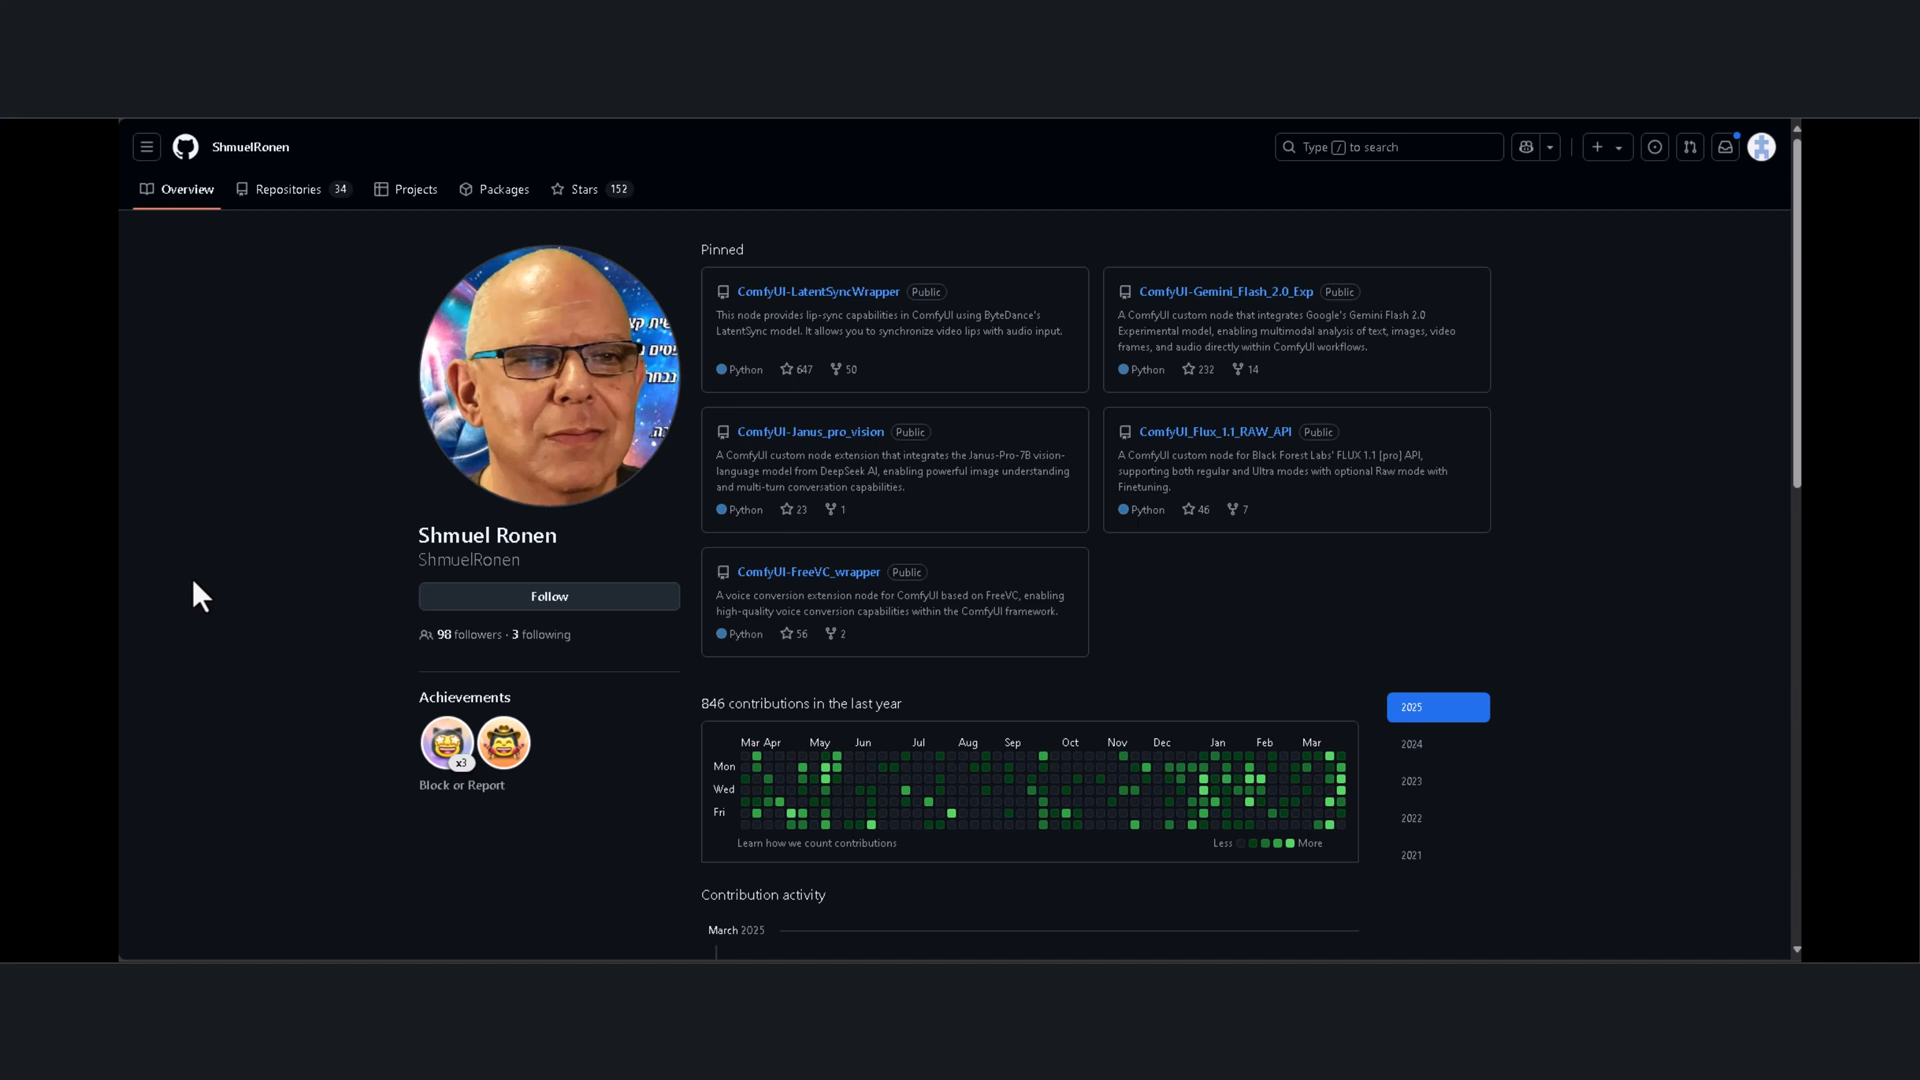 ShmuelRonen
Type / to search
Overview
Repositories 34
Projects
Packages
Stars 152
Shmuel Ronen
ShmuelRonen
Follow
98 followers · 3 following
Achievements
x3
Block or Report
Pinned
ComfyUI-LatentSyncWrapper Public
This node provides lip-sync capabilities in ComfyUI using ByteDance's
LatentSync model. It allows you to synchronize video lips with audio input.
Python 647 50
ComfyUI-Gemini_Flash_2.0_Exp Public
A ComfyUI custom node that integrates Google's Gemini Flash 2.0
Experimental model, enabling multimodal analysis of text, images, video
frames, and audio directly within ComfyUI workflows.
Python 232 14
ComfyUI-Janus_pro_vision Public
A ComfyUI custom node extension that integrates the Janus-Pro-7B vision-
language model from DeepSeek AI, enabling powerful image understanding
and multi-turn conversation capabilities.
Python 23 1
ComfyUI_Flux_1.1_RAW_API Public
A ComfyUI custom node for Black Forest Labs' FLUX 1.1 [pro] API,
supporting both regular and Ultra modes with optional Raw mode with
Finetuning.
Python 46 7
ComfyUI-FreeVC_wrapper Public
A voice conversion extension node for ComfyUI based on FreeVC, enabling
high-quality voice conversion capabilities within the ComfyUI framework.
Python 56 2
846 contributions in the last year
Mar Apr May Jun Jul Aug Sep Oct Nov Dec Jan Feb Mar
Mon
Wed
Fri
Learn how we count contributions
Less More
2025
2024
2023
2022
2021
Contribution activity
March 2025